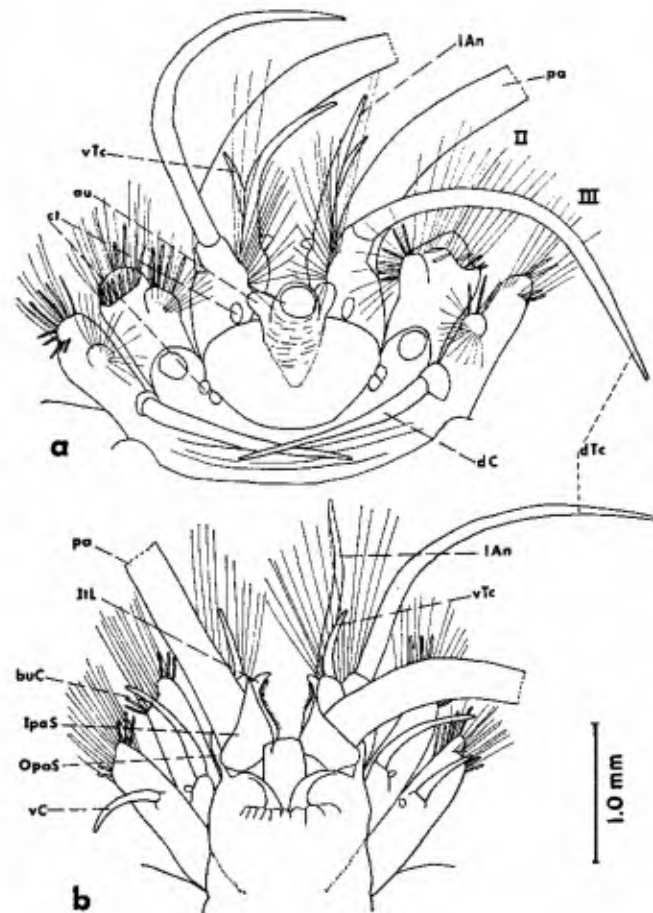 lAn
pa
II
vTc
III
au
ct
a
dC
dTc
pa
lAn
ItL
vTc
buC
IpaS
OpaS
vC
1.0 mm
b